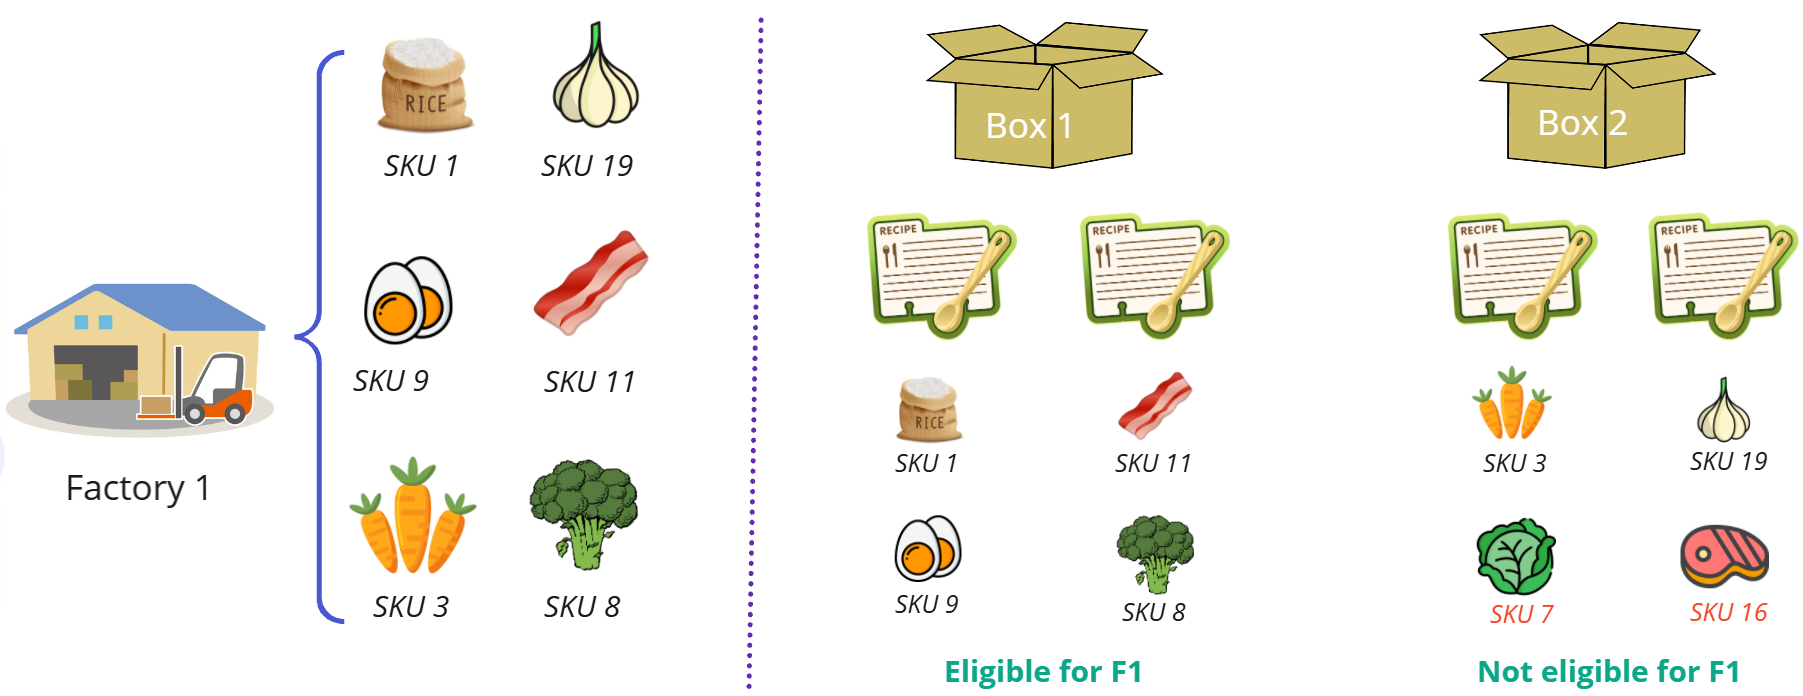 RICE
SKU 1
SKU 19
SKU 9
SKU 11
SKU 3
SKU 8
Factory 1
Box 1
RECIPE
RECIPE
RICE
SKU 1
SKU 11
SKU 9
SKU 8
Eligible for F1
Box 2
RECIPE
RECIPE
SKU 3
SKU 19
SKU 7
SKU 16
Not eligible for F1